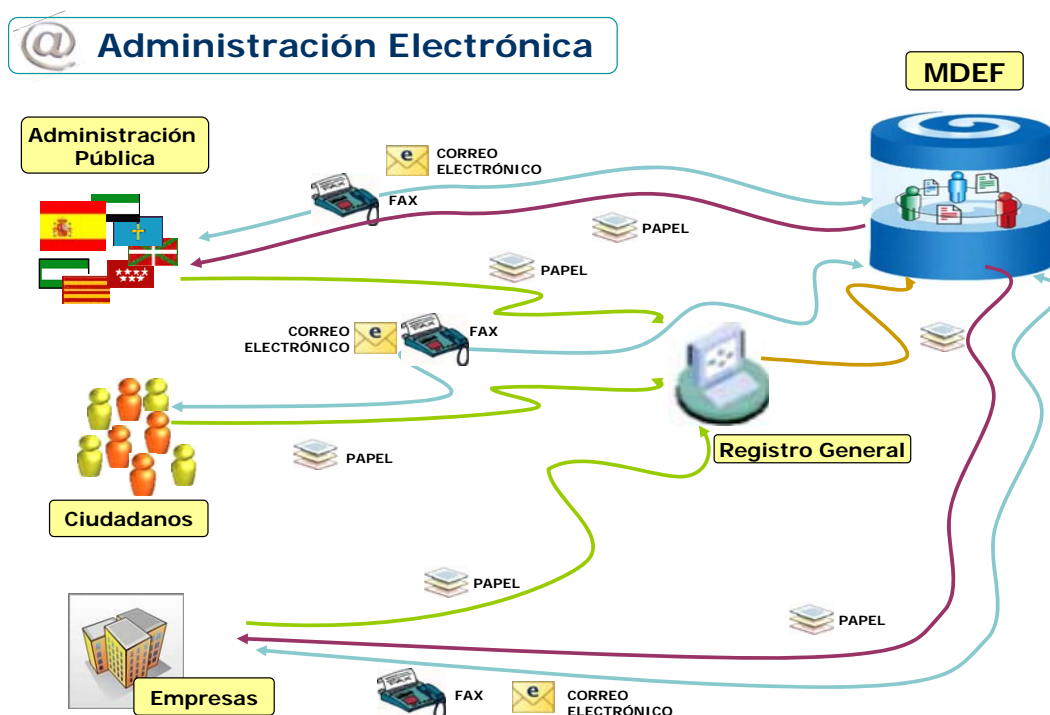 @ Administración Electrónica
MDEF
Administración
Pública
e
CORREO
ELECTRÓNICO
FAX
PAPEL
PAPEL
CORREO
ELECTRÓNICO
e
FAX
Registro General
PAPEL
Ciudadanos
PAPEL
PAPEL
Empresas
FAX
e
CORREO
ELECTRÓNICO